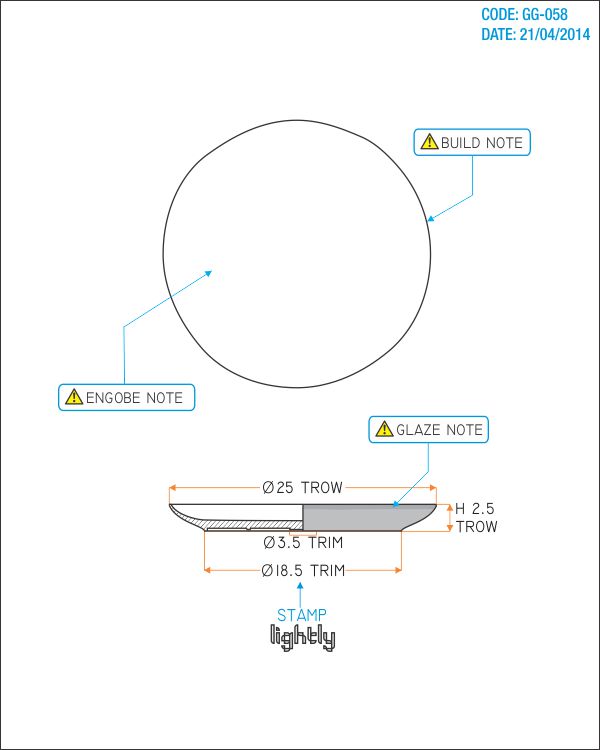 CODE: GG-058
DATE: 21/04/2014
BUILD NOTE
ENGOBE NOTE
GLAZE NOTE
Ø25 TROW
H 2.5
TROW
Ø3.5 TRIM
Ø18.5 TRIM
STAMP
lightly